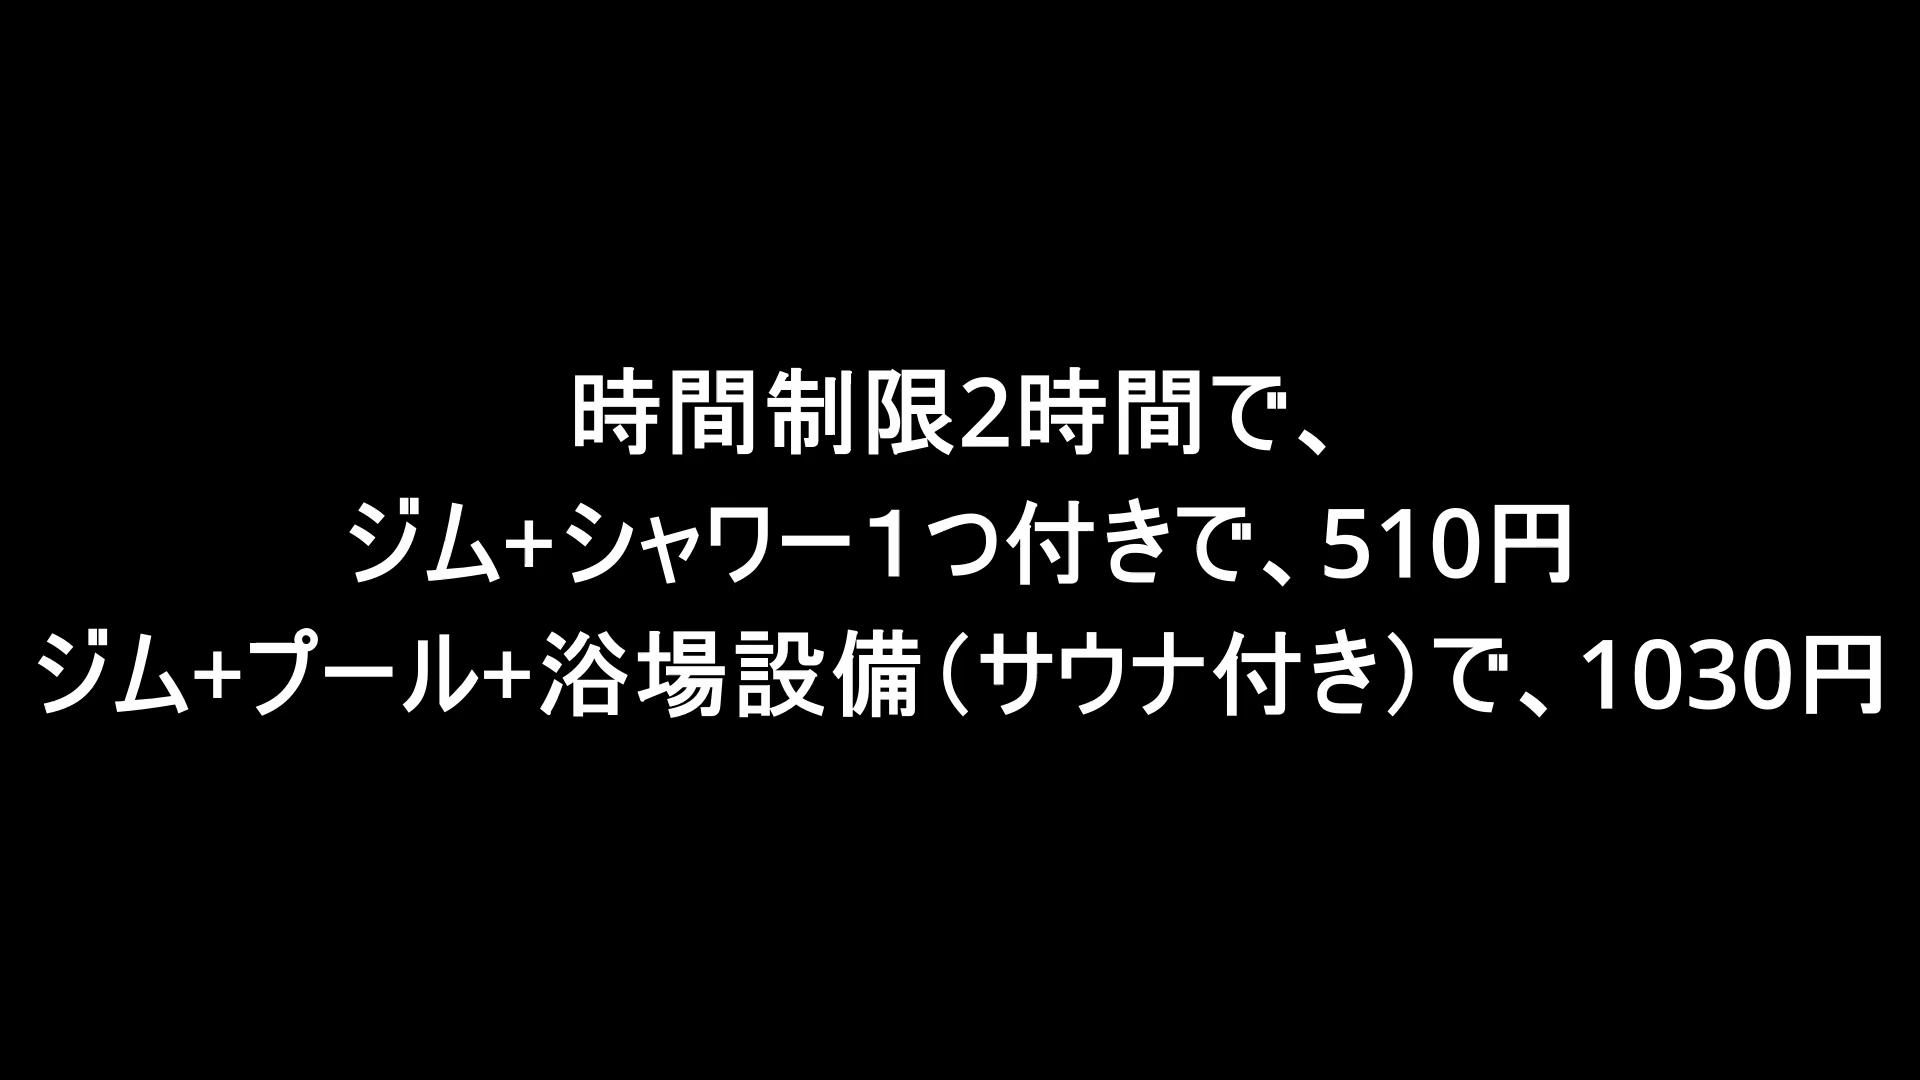 時間制限2時間で、
ジム+シャワー１つ付きで、510円
ジム+プール+浴場設備（サウナ付き）で、1030円